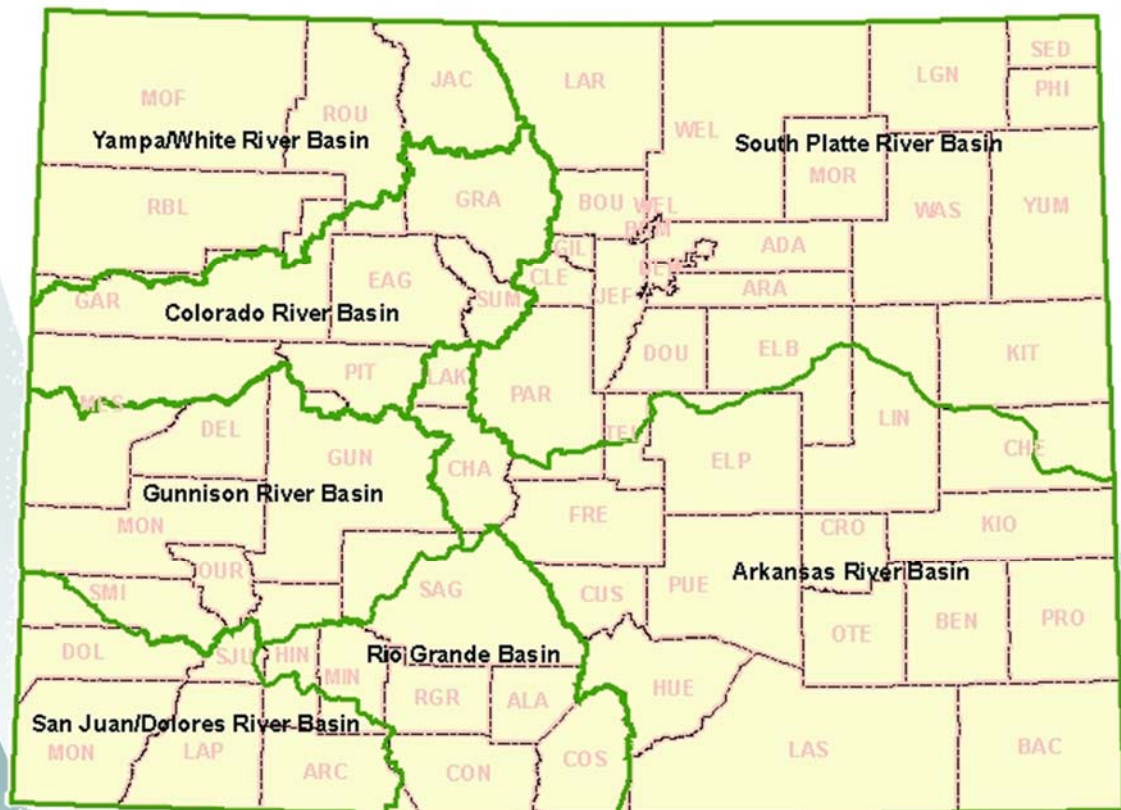 SED
JAC
LAR
LGN
MOF
PHI
ROU
WEL
Yampa/White River Basin
South Platte River Basin
MOR
GRA
BOU
WEL
RBL
WAS
YUM
GIL
ADA
CLE
EAG
ARA
GAR
SUM
JEF
Colorado River Basin
DOU
ELB
KIT
PIT
LAK
PAR
MES
LIN
DEL
TEL
CHE
GUN
CHA
ELP
Gunnison River Basin
FRE
MON
CRO
KIO
OUR
Arkansas River Basin
SMI
SAG
CUS
PUE
PRO
BEN
OTE
DOL
SJU
HIN
Rio Grande Basin
MIN
RGR
ALA
HUE
San Juan/Dolores River Basin
MON
LAP
LAS
BAC
COS
ARC
CON